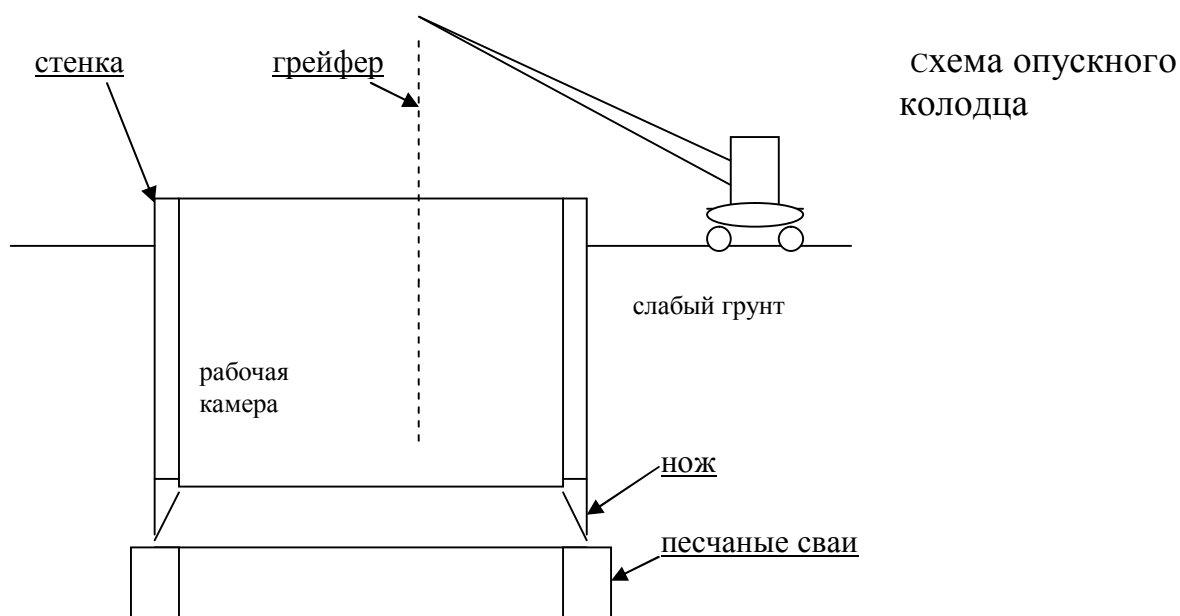 стенка
грейфер
схема опускного
колодца
слабый грунт
рабочая
камера
нож
песчаные сваи